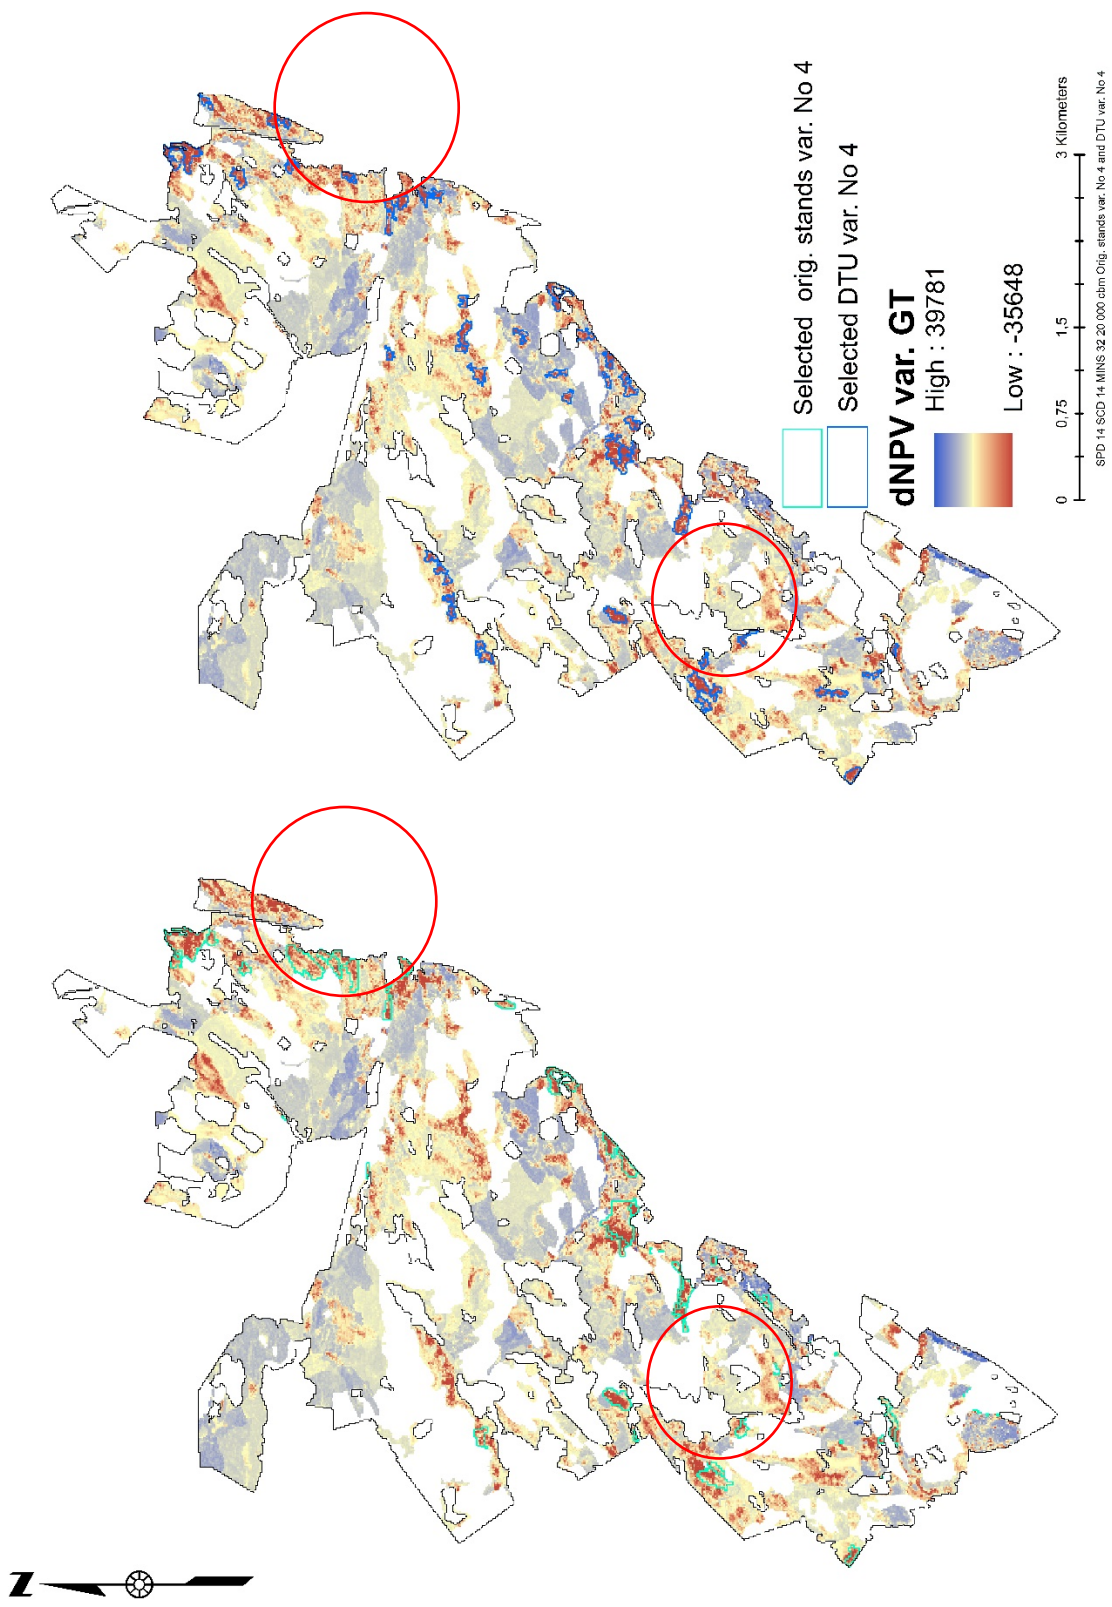 Selected orig. stands var. No 4
Selected DTU var. No 4
dNPV var. GT
High : 39781
Low : -35648
0 0.75 1.5 3 Kilometers
SPD 14 SCD 14 MINS 32 20 000 cbm Orig. stands var. No 4 and DTU var. No 4
N